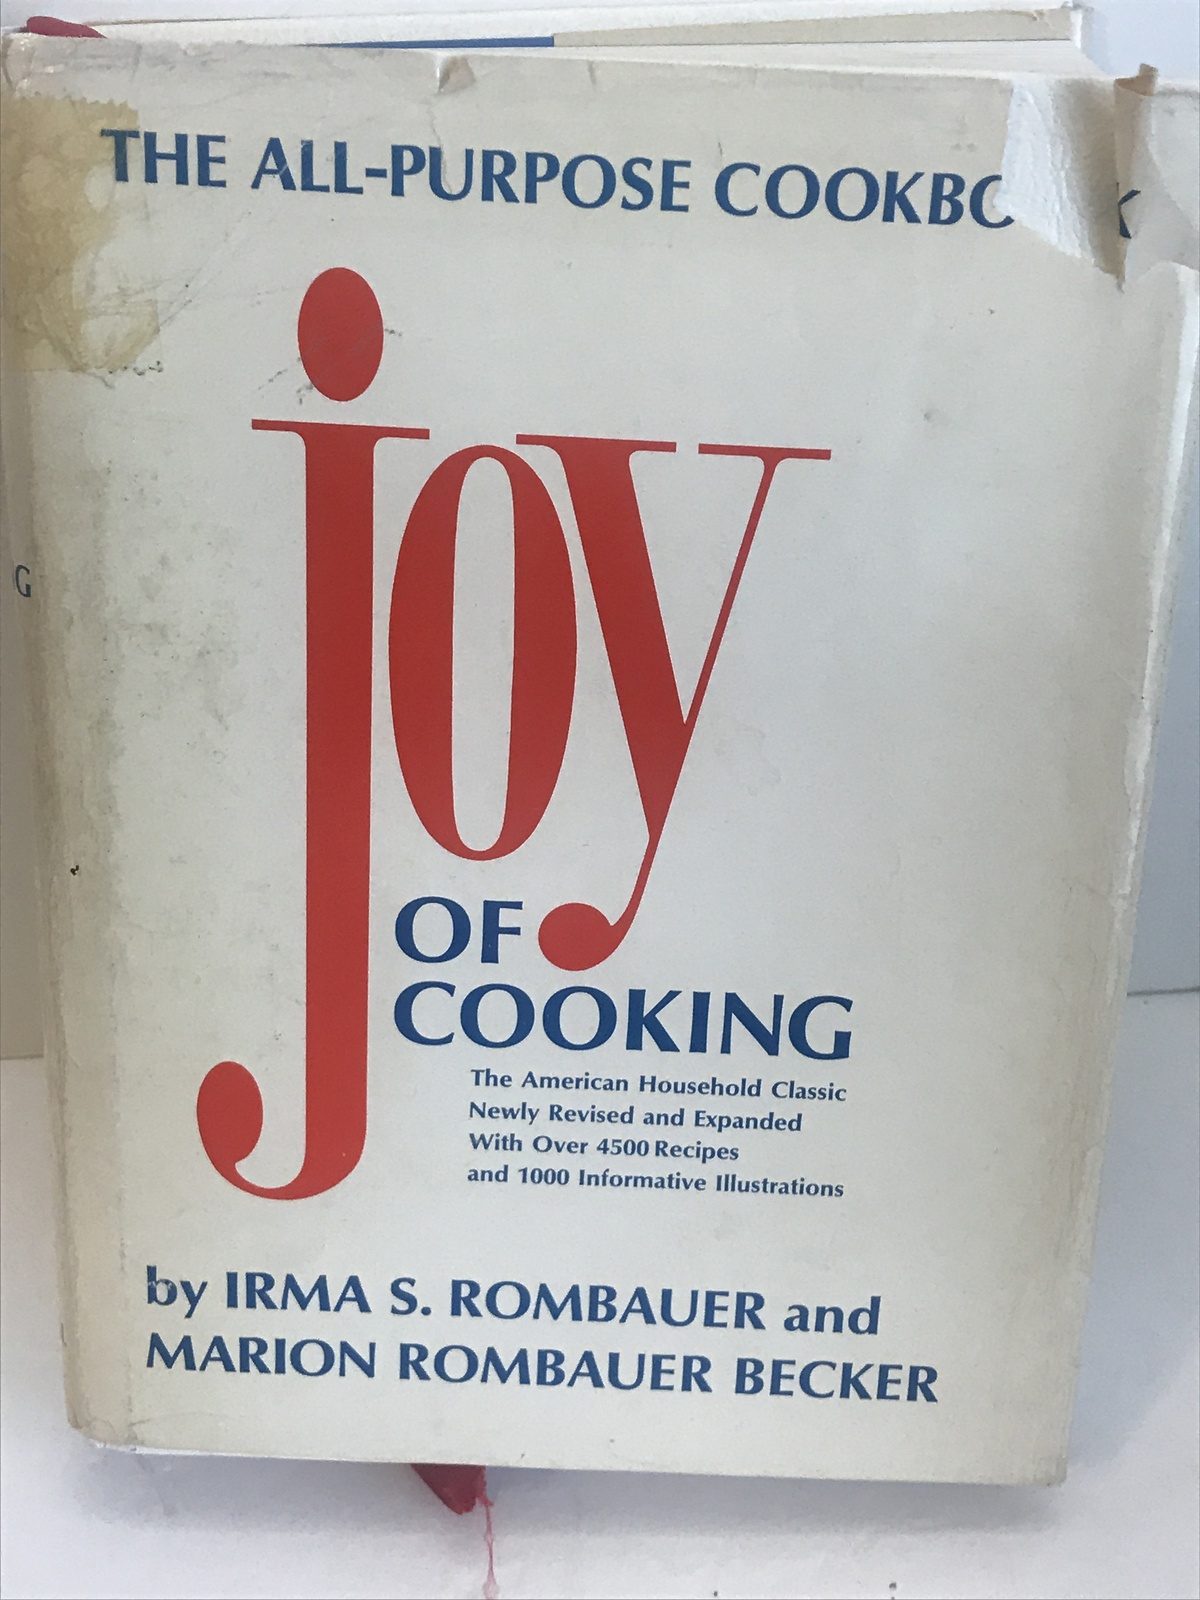 THE ALL-PURPOSE COOKBO K
joy
OF
COOKING
The American Household Classic
Newly Revised and Expanded
With Over 4500 Recipes
and 1000 Informative Illustrations
by IRMA S. ROMBAUER and
MARION ROMBAUER BECKER
G